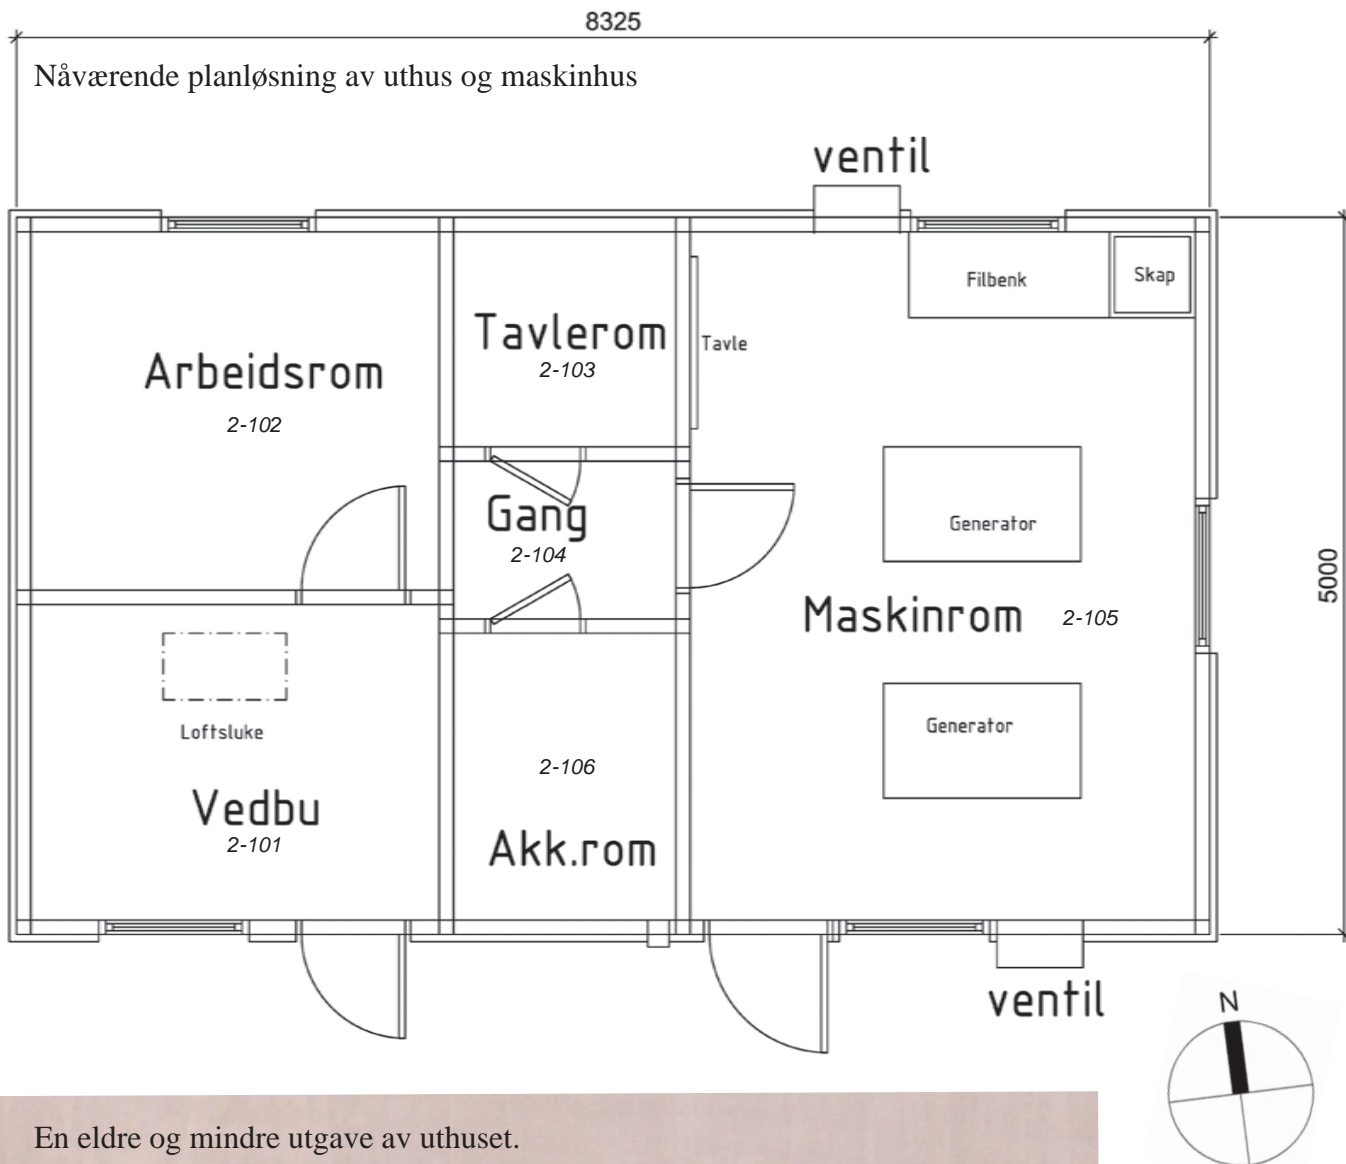 8325
Nåværende planløsning av uthus og maskinhus
ventil
Filbenk
Skap
Tavlerom
2-103
Tavle
Arbeidsrom
2-102
Gang
2-104
Generator
5000
Maskinrom 2-105
Loftsluke
Generator
2-106
Vedbu
2-101
Akk.rom
ventil
N
En eldre og mindre utgave av uthuset.